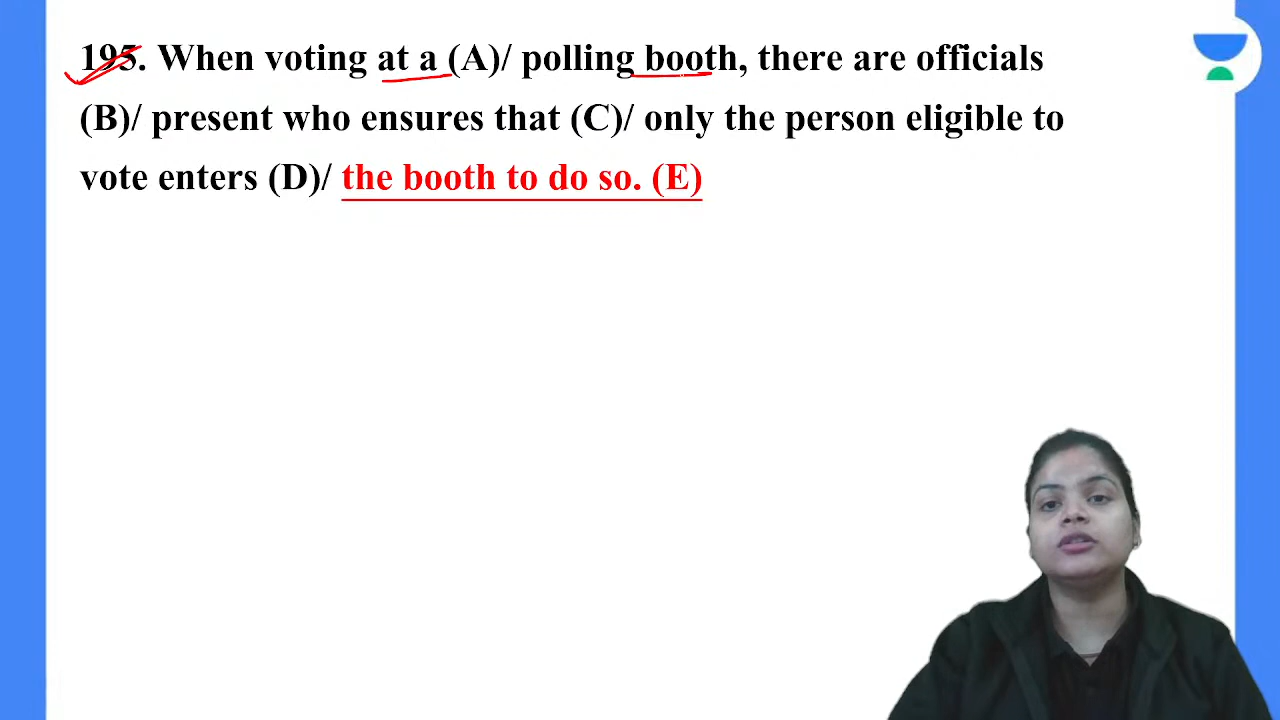 195. When voting at a (A)/ polling booth, there are officials
(B)/ present who ensures that (C)/ only the person eligible to
vote enters (D)/ the booth to do so. (E)